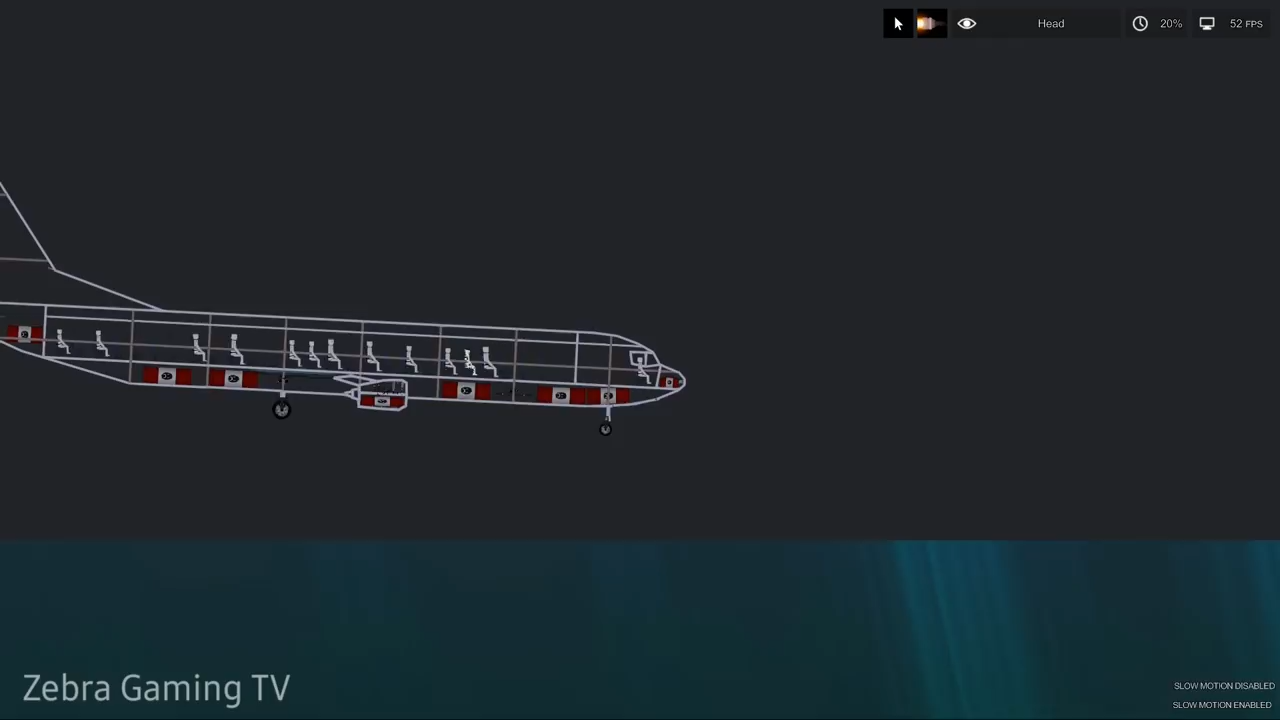 Head
20%
52 FPS
Zebra Gaming TV
SLOW MOTION DISABLED
SLOW MOTION ENABLED